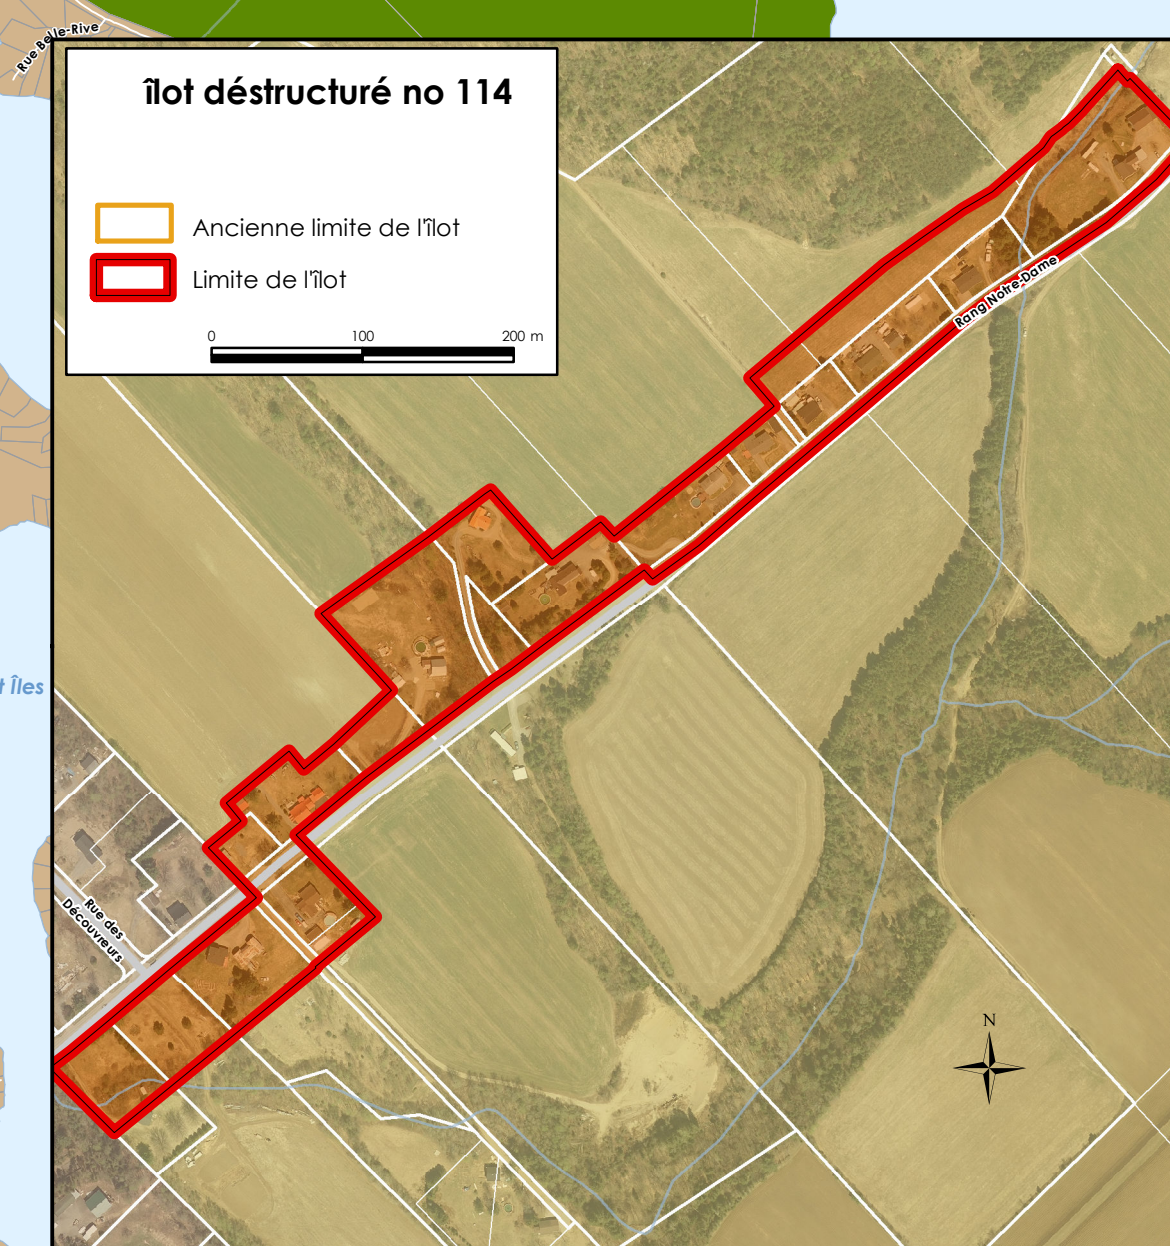 Rue Belle-Rive
îlot déstructuré no 114
Ancienne limite de l'îlot
Limite de l'îlot
0 100 200 m
Rang Notre-Dame
t Îles
Rue des
Découvreurs
N